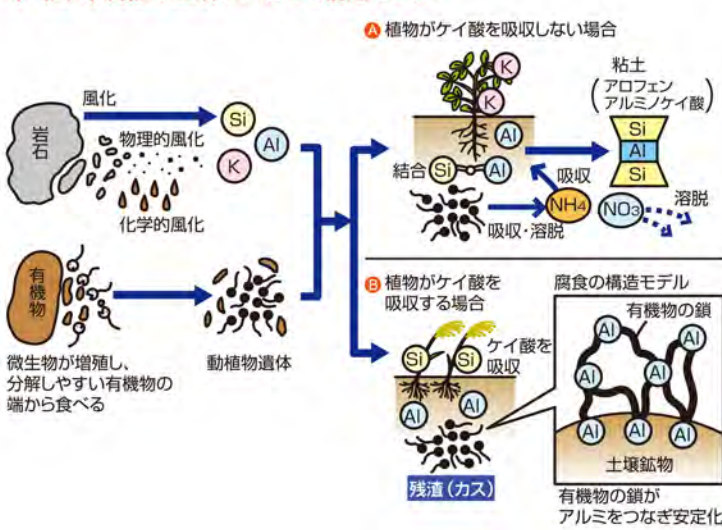 風化
岩石
物理的風化
化学的風化
Si
Al
K
有機物
微生物が増殖し、
分解しやすい有機物の
端から食べる
動植物遺体
A 植物がケイ酸を吸収しない場合
K
K
Al
結合 Si Al
吸収・溶脱
吸収
NH4
NO3
溶脱
粘土
(アロフェン
アルミノケイ酸)
Si
Al
Si
B 植物がケイ酸を
吸収する場合
Si
Si
ケイ酸を
吸収
Al
Al
残渣(カス)
腐食の構造モデル
有機物の鎖
Al
Al
Al
Al
Al
Al
Al
土壌鉱物
有機物の鎖が
アルミをつなぎ安定化